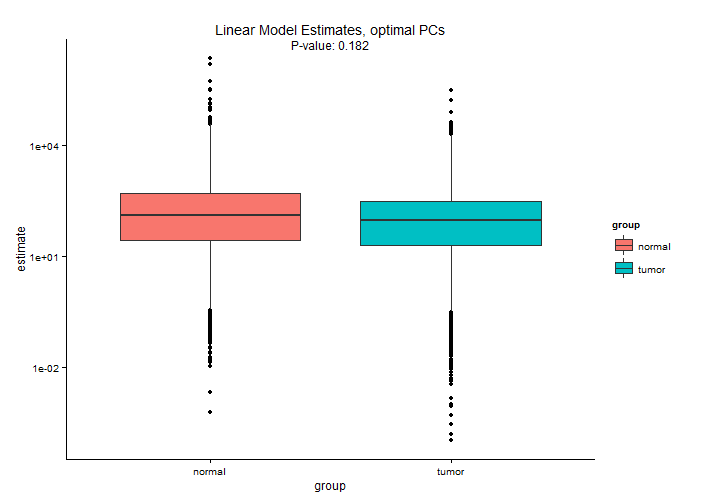 Linear Model Estimates, optimal PCs
P-value: 0.182
estimate
1e+04
1e+01
1e-02
normal
tumor
group
group
normal
tumor